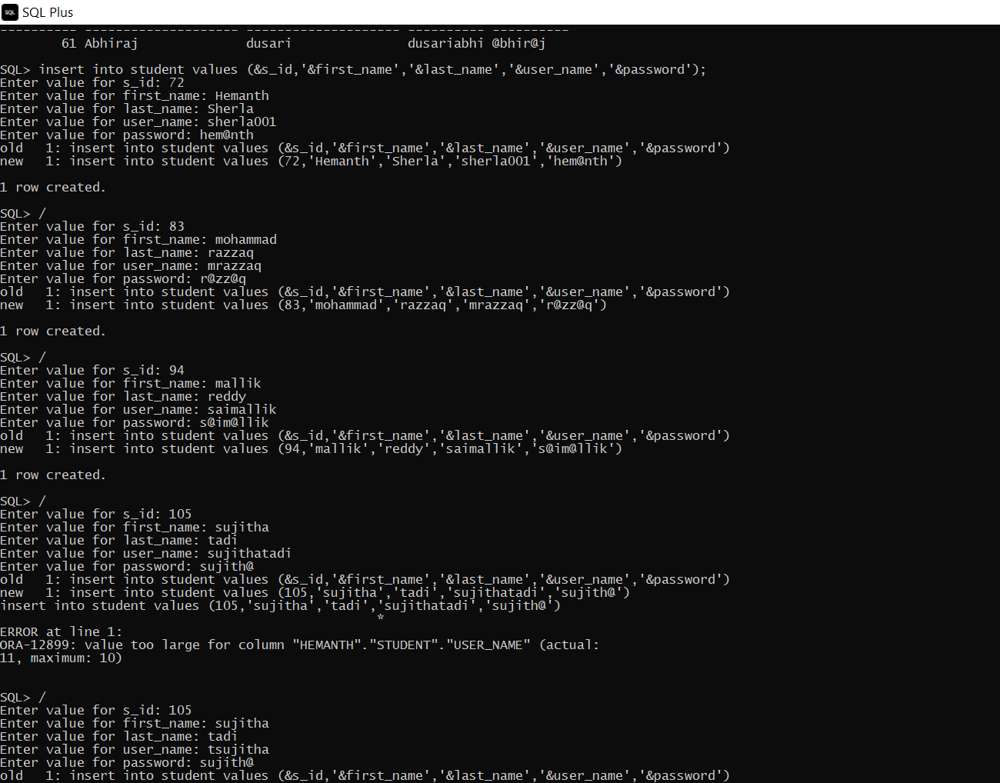 SQL Plus
---------- -------------------- -------------------- ---------- ----------
        61 Abhiraj              dusari               dusariabhi @bhir@j
SQL> insert into student values (&s_id,'&first_name','&last_name','&user_name','&password');
Enter value for s_id: 72
Enter value for first_name: Hemanth
Enter value for last_name: Sherla
Enter value for user_name: sherla001
Enter value for password: hem@nth
old   1: insert into student values (&s_id,'&first_name','&last_name','&user_name','&password')
new   1: insert into student values (72,'Hemanth','Sherla','sherla001','hem@nth')
1 row created.
SQL> /
Enter value for s_id: 83
Enter value for first_name: mohammad
Enter value for last_name: razzaq
Enter value for user_name: mrazzaq
Enter value for password: r@zz@q
old   1: insert into student values (&s_id,'&first_name','&last_name','&user_name','&password')
new   1: insert into student values (83,'mohammad','razzaq','mrazzaq','r@zz@q')
1 row created.
SQL> /
Enter value for s_id: 94
Enter value for first_name: mallik
Enter value for last_name: reddy
Enter value for user_name: saimallik
Enter value for password: s@im@llik
old   1: insert into student values (&s_id,'&first_name','&last_name','&user_name','&password')
new   1: insert into student values (94,'mallik','reddy','saimallik','s@im@llik')
1 row created.
SQL> /
Enter value for s_id: 105
Enter value for first_name: sujitha
Enter value for last_name: tadi
Enter value for user_name: sujithatadi
Enter value for password: sujith@
old   1: insert into student values (&s_id,'&first_name','&last_name','&user_name','&password')
new   1: insert into student values (105,'sujitha','tadi','sujithatadi','sujith@')
insert into student values (105,'sujitha','tadi','sujithatadi','sujith@')
                                                 *
ERROR at line 1:
ORA-12899: value too large for column "HEMANTH"."STUDENT"."USER_NAME" (actual:
11, maximum: 10)
SQL> /
Enter value for s_id: 105
Enter value for first_name: sujitha
Enter value for last_name: tadi
Enter value for user_name: tsujitha
Enter value for password: sujith@
old   1: insert into student values (&s_id,'&first_name','&last_name','&user_name','&password')